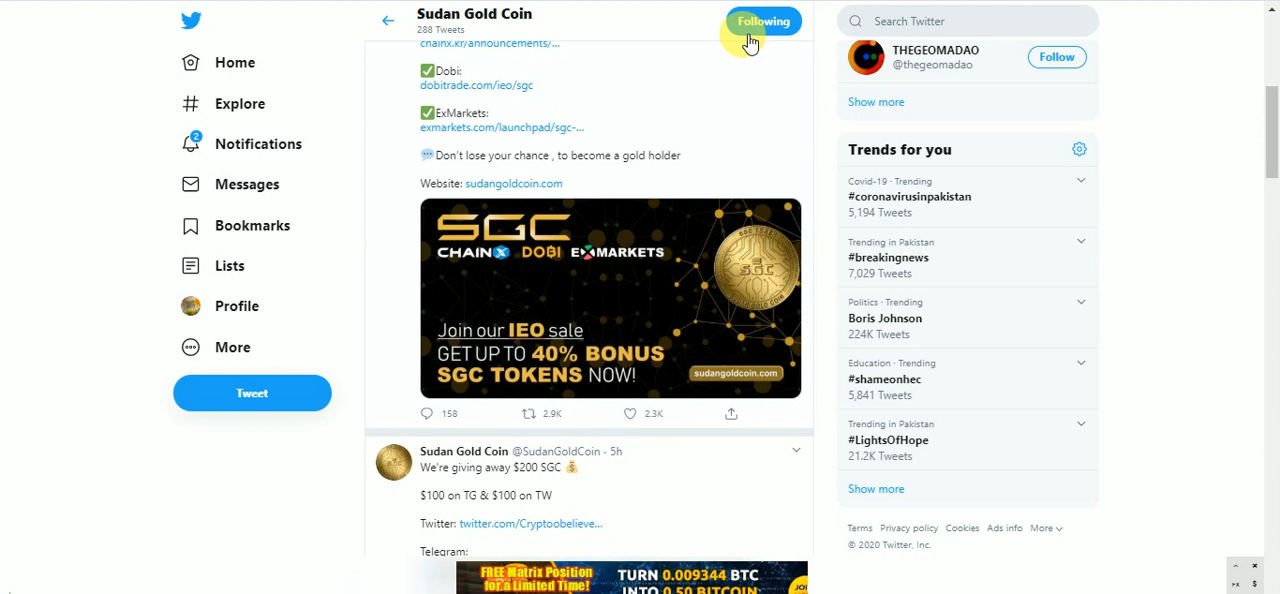 Home
Explore
2
Notifications
Messages
Bookmarks
Lists
Profile
More
Tweet
Sudan Gold Coin
288 Tweets
Following
chainx.kr/announcements/...
✅Dobi:
dobitrade.com/ieo/sgc
✅ExMarkets:
exmarkets.com/launchpad/sgc-...
💬Don't lose your chance , to become a gold holder
Website: sudangoldcoin.com
SGC
CHAINX DOBI EXMARKETS
SGC TOKEN
SGC
Join our IEO sale
GET UP TO 40% BONUS
SGC TOKENS NOW!
sudangoldcoin.com
158
2.9K
2.3K
Sudan Gold Coin @SudanGoldCoin · 5h
We're giving away $200 SGC 💰
$100 on TG & $100 on TW
Twitter: twitter.com/Cryptoobelieve...
Telegram:
FREE Matrix Position
for a Limited Time!
TURN 0.009344 BTC
INTO 0.50 BITCOIN
Search Twitter
THEGEOMADAO
@thegeomadao
Follow
Show more
Trends for you
Covid-19 · Trending
#coronavirusinpakistan
5,194 Tweets
Trending in Pakistan
#breakingnews
7,029 Tweets
Politics · Trending
Boris Johnson
224K Tweets
Education · Trending
#shameonhec
5,841 Tweets
Trending in Pakistan
#LightsOfHope
21.2K Tweets
Show more
Terms Privacy policy Cookies Ads info More
© 2020 Twitter, Inc.